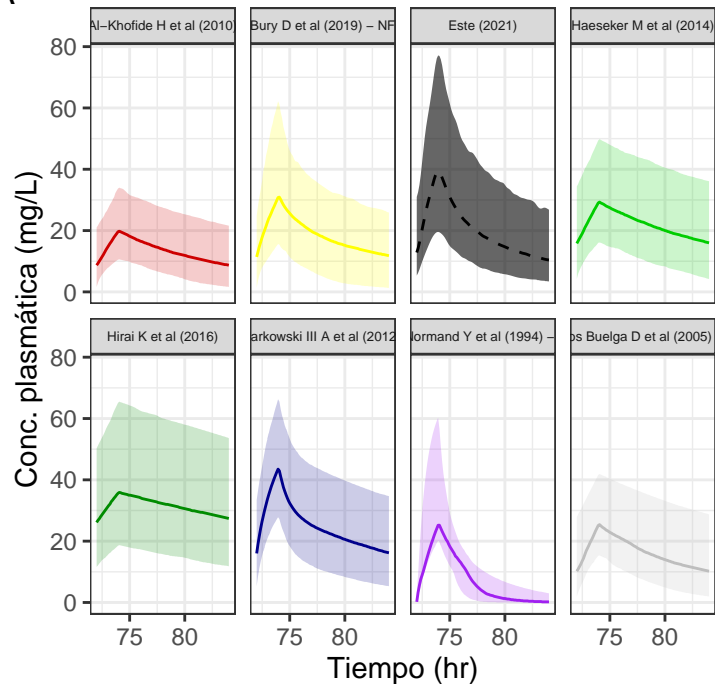 Al−Khofide H et al (2010)
Bury D et al (2019) − NF
Este (2021)
Haeseker M et al (2014)
80
60
40
20
0
Hirai K et al (2016)
arkowski III A et al (2012
Normand Y et al (1994) −
os Buelga D et al (2005)
80
60
40
20
0
75 80 75 80 75 80 75 80
Tiempo (hr)
Conc. plasmática (mg/L)